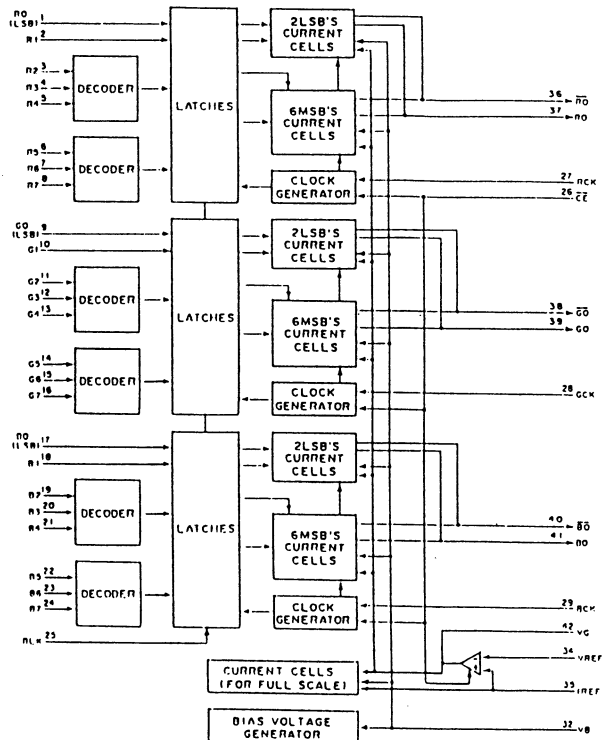 R0
(LSB) 1
R1 2
R2 3
R3 4
R4 5
DECODER
R5 6
R6 7
R7 8
DECODER
LATCHES
2LSB'S
CURRENT
CELLS
6MSB'S
CURRENT
CELLS
CLOCK
GENERATOR
36 RO
37 RO
27 RCK
26 CE
G0
(LSB) 9
G1 10
G2 11
G3 12
G4 13
DECODER
G5 14
G6 15
G7 16
DECODER
LATCHES
2LSB'S
CURRENT
CELLS
6MSB'S
CURRENT
CELLS
CLOCK
GENERATOR
38 GO
39 GO
28 GCK
B0
(LSB) 17
B1 18
B2 19
B3 20
B4 21
DECODER
B5 22
B6 23
B7 24
DECODER
BLK 25
LATCHES
2LSB'S
CURRENT
CELLS
6MSB'S
CURRENT
CELLS
CLOCK
GENERATOR
40 BO
41 BO
29 BCK
42 VG
34 VREF
35 IREF
32 VB
CURRENT CELLS
(FOR FULL SCALE)
BIAS VOLTAGE
GENERATOR